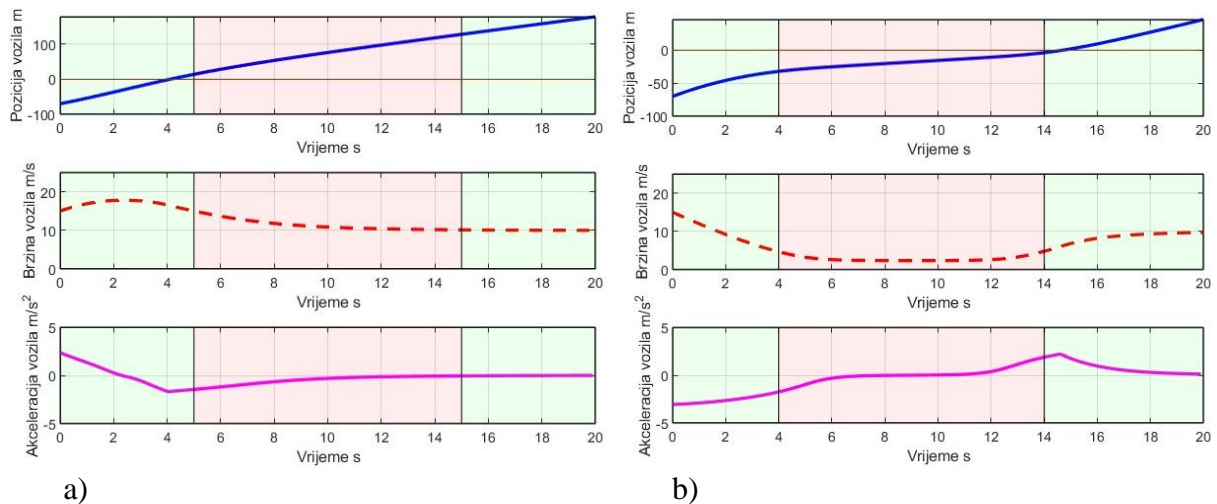 Pozicija vozila m
100
0
-100
0 2 4 6 8 10 12 14 16 18 20
Vrijeme s
Brzina vozila m/s
20
10
0
0 2 4 6 8 10 12 14 16 18 20
Vrijeme s
Akceleracija vozila m/s²
5
0
-5
0 2 4 6 8 10 12 14 16 18 20
Vrijeme s
a)
Pozicija vozila m
0
-50
-100
0 2 4 6 8 10 12 14 16 18 20
Vrijeme s
Brzina vozila m/s
20
10
0
0 2 4 6 8 10 12 14 16 18 20
Vrijeme s
Akceleracija vozila m/s²
5
0
-5
0 2 4 6 8 10 12 14 16 18 20
Vrijeme s
b)